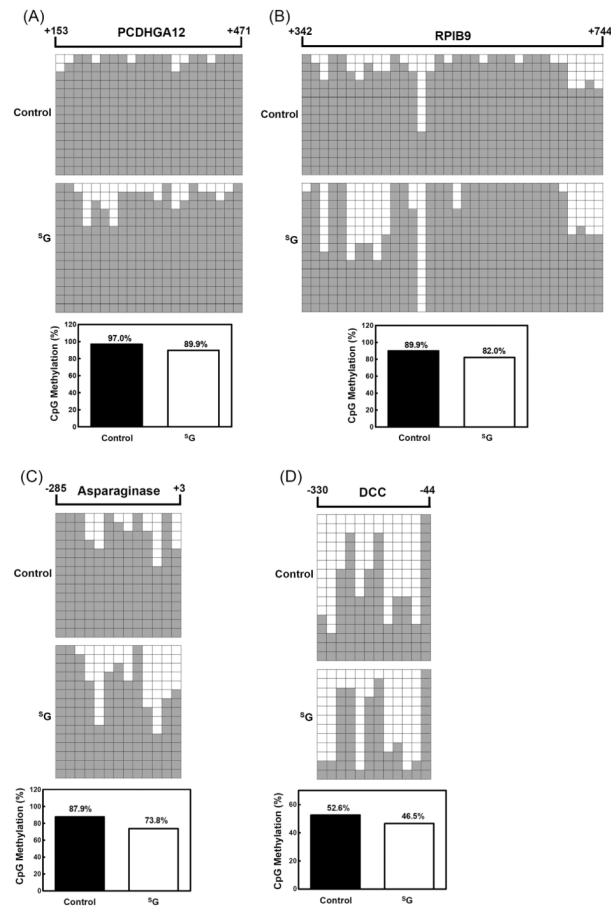 (A)
+153 PCDHGA12 +471
Control
ˢG
CpG Methylation (%)
120
100
80
60
40
20
0
97.0%
89.9%
Control ˢG
(B)
+342 RPIB9 +744
Control
ˢG
CpG Methylation (%)
120
100
80
60
40
20
0
89.9%
82.0%
Control ˢG
(C)
-285 Asparaginase +3
Control
ˢG
CpG Methylation (%)
120
100
80
60
40
20
0
87.9%
73.8%
Control ˢG
(D)
-330 DCC -44
Control
ˢG
CpG Methylation (%)
60
40
20
0
52.6%
46.5%
Control ˢG